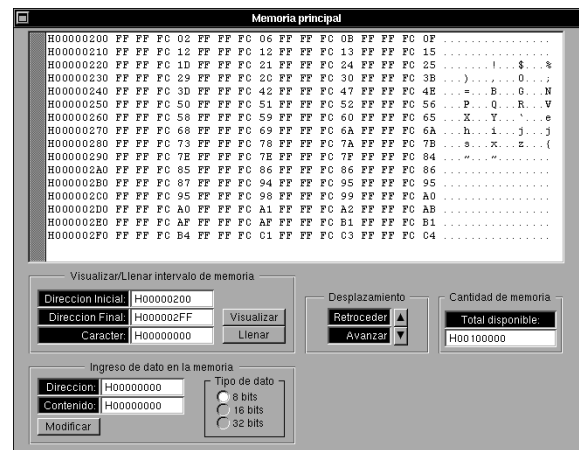 Memoria principal
H00000200 FF FF FC 02 FF FF FC 06 FF FF FC 0B FF FF FC 0F ................
H00000210 FF FF FC 12 FF FF FC 12 FF FF FC 13 FF FF FC 15 ................
H00000220 FF FF FC 1D FF FF FC 21 FF FF FC 24 FF FF FC 25 .......!...$...%
H00000230 FF FF FC 29 FF FF FC 2C FF FF FC 30 FF FF FC 3B ...)...,...0...;
H00000240 FF FF FC 3D FF FF FC 42 FF FF FC 47 FF FF FC 4E ...=...B...G...N
H00000250 FF FF FC 50 FF FF FC 51 FF FF FC 52 FF FF FC 56 ...P...Q...R...V
H00000260 FF FF FC 58 FF FF FC 59 FF FF FC 60 FF FF FC 65 ...X...Y...`...e
H00000270 FF FF FC 68 FF FF FC 69 FF FF FC 6A FF FF FC 6A ...h...i...j...j
H00000280 FF FF FC 73 FF FF FC 78 FF FF FC 7A FF FF FC 7B ...s...x...z...{
H00000290 FF FF FC 7E FF FF FC 7E FF FF FC 7F FF FF FC 84 ...~...~........
H000002A0 FF FF FC 85 FF FF FC 86 FF FF FC 86 FF FF FC 86 ................
H000002B0 FF FF FC 87 FF FF FC 94 FF FF FC 95 FF FF FC 95 ................
H000002C0 FF FF FC 95 FF FF FC 98 FF FF FC 99 FF FF FC A0 ................
H000002D0 FF FF FC A0 FF FF FC A1 FF FF FC A2 FF FF FC AB ................
H000002E0 FF FF FC AF FF FF FC AF FF FF FC B1 FF FF FC B1 ................
H000002F0 FF FF FC B4 FF FF FC C1 FF FF FC C3 FF FF FC C4 ................
Visualizar/Llenar intervalo de memoria
Direccion Inicial: H00000200
Direccion Final: H000002FF Visualizar
Caracter: H00000000 Llenar
Desplazamiento
Retroceder
Avanzar
Cantidad de memoria
Total disponible:
H00100000
Ingreso de dato en la memoria
Direccion: H00000000
Contenido: H00000000
Modificar
Tipo de dato
8 bits
16 bits
32 bits